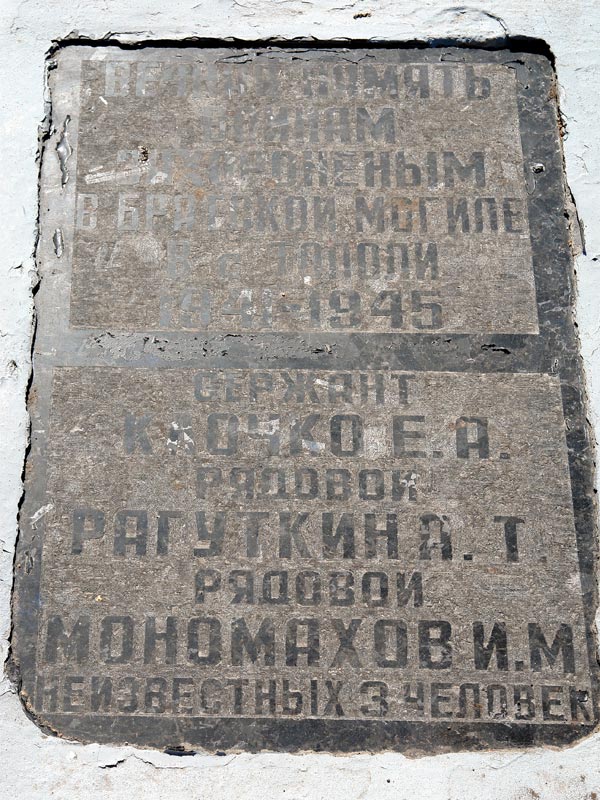 ВЕЧНАЯ ПАМЯТЬ
ВОИНАМ
ЗАХОРОНЕНЫМ
В БРАТСКОЙ МОГИЛЕ
В с. ТОПОЛИ
1941-1945
СЕРЖАНТ
КЛОЧКО Е. А.
РЯДОВОЙ
РАГУТКИН А. Т.
РЯДОВОЙ
МОНОМАХОВ И. М
НЕИЗВЕСТНЫХ 3 ЧЕЛОВЕК